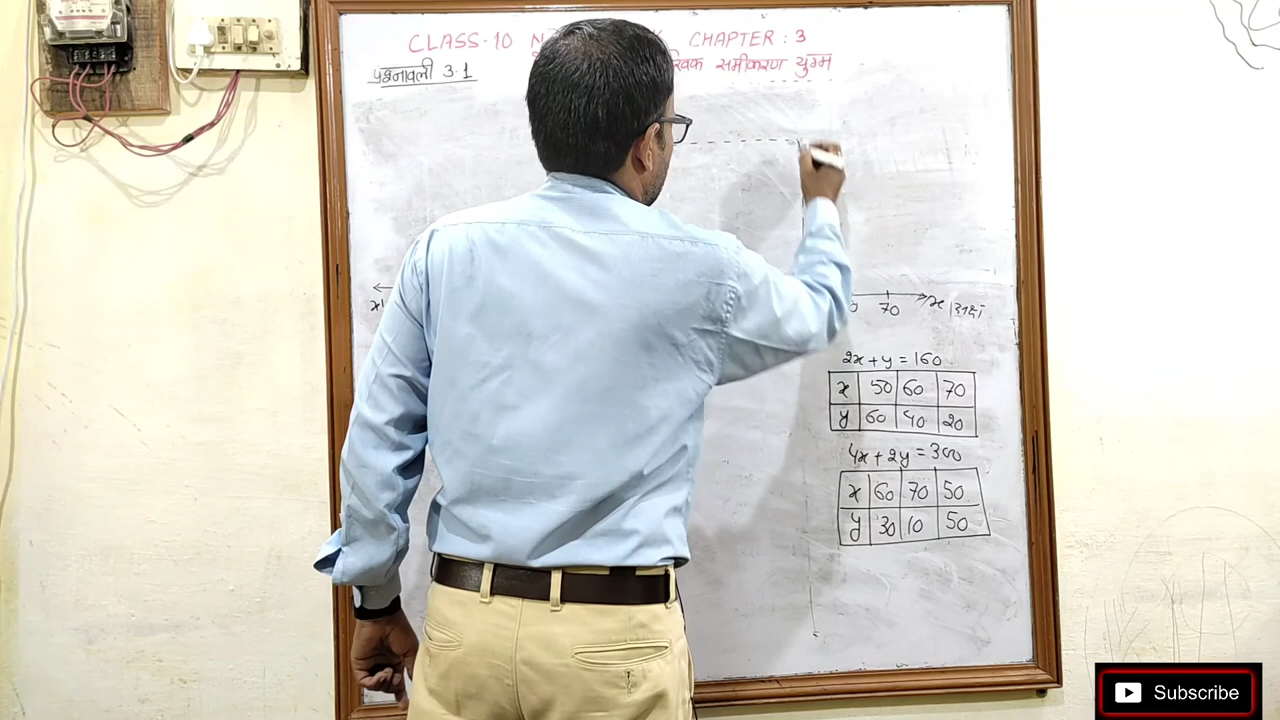 CLASS-10 CHAPTER : 3
प्रश्नावली 3.1
समीकरण युग्म
x'
70 x
2x + y = 160
x 50 60 70
y 60 40 20
4x + 2y = 300
x 60 70 50
y 30 10 50
Subscribe